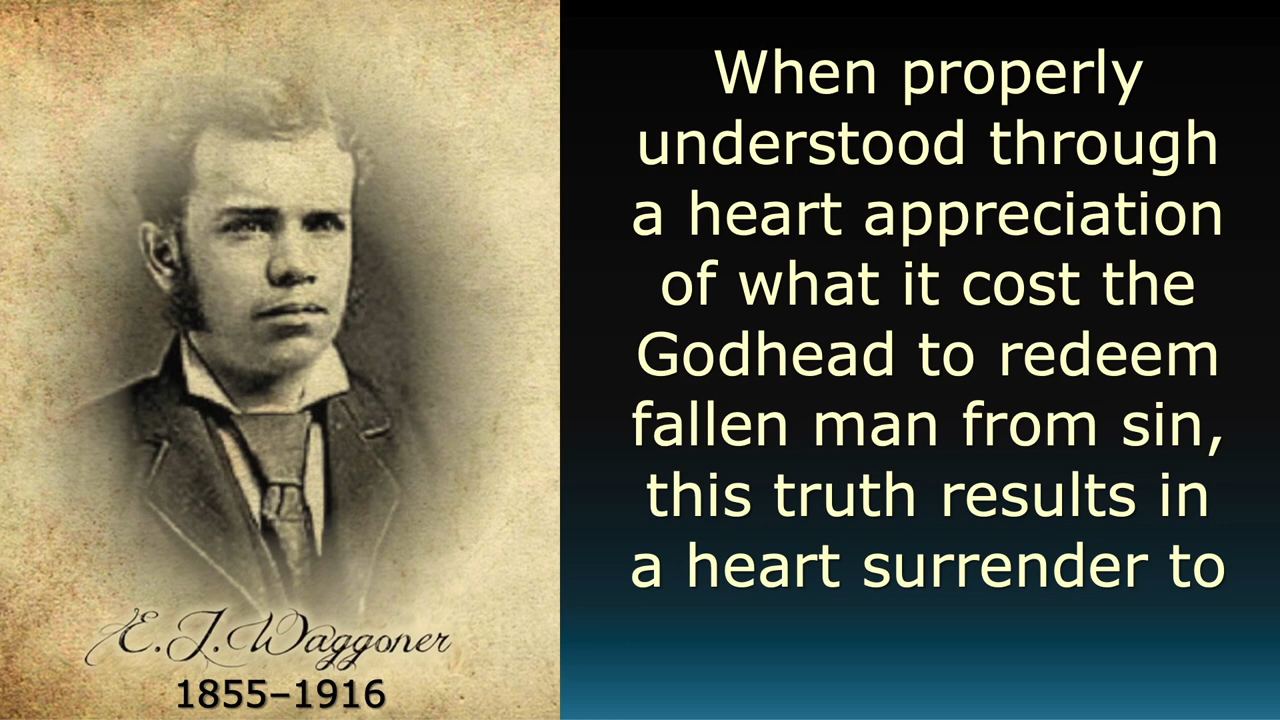 E.J.Waggoner
1855–1916
When properly
understood through
a heart appreciation
of what it cost the
Godhead to redeem
fallen man from sin,
this truth results in
a heart surrender to